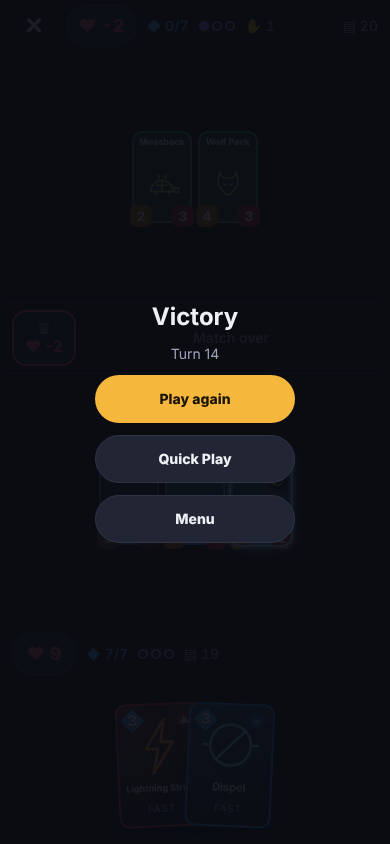 -2 0/7 1 20
Mossback Wolf Pack
2 3 4 3
Victory
-2 Match over
Turn 14
Play again
Quick Play
Menu
9 7/7 19
3 3
Lightning Stri
Dispel
FAST FAST